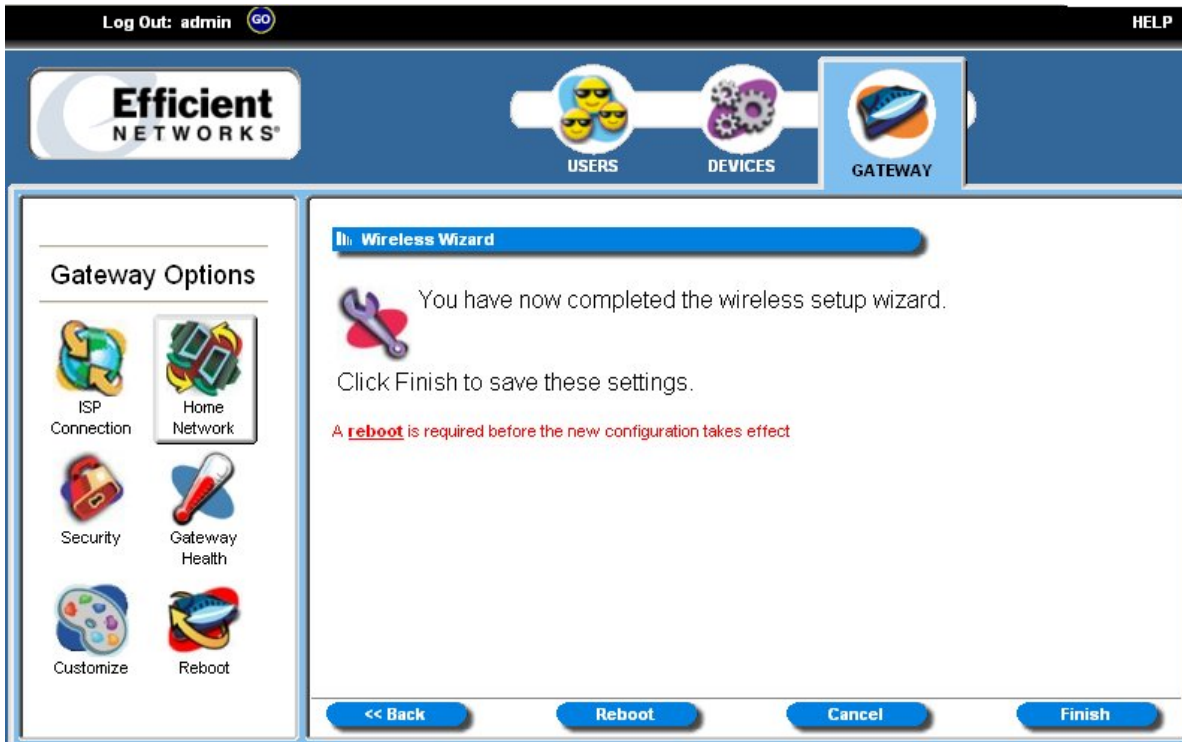 Log Out: admin GO
HELP
Efficient
NETWORKS®
USERS
DEVICES
GATEWAY
Gateway Options
ISP
Connection
Home
Network
Security
Gateway
Health
Customize
Reboot
Wireless Wizard
You have now completed the wireless setup wizard.
Click Finish to save these settings.
A reboot is required before the new configuration takes effect
<< Back
Reboot
Cancel
Finish